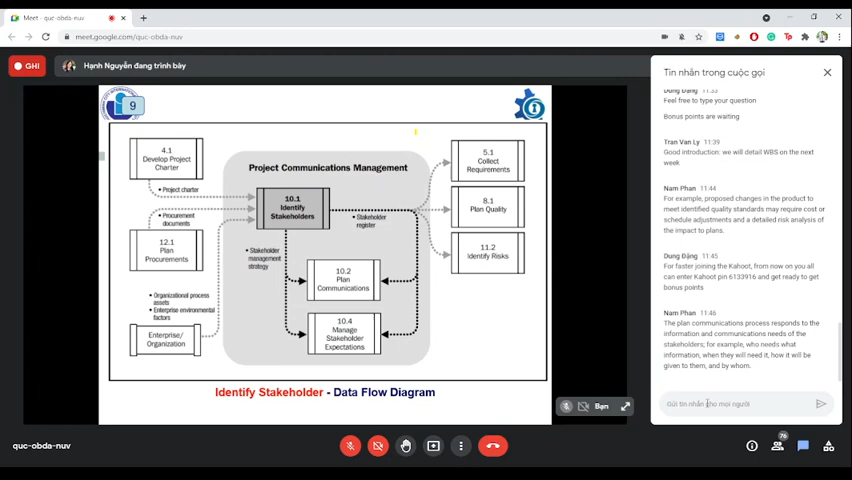 Meet - quc-obda-nuv
meet.google.com/quc-obda-nuv
GHI
Hạnh Nguyễn đang trình bày
9
4.1
Develop Project
Charter
• Project charter
• Procurement
documents
12.1
Plan
Procurements
• Organizational process
assets
• Enterprise environmental
factors
Enterprise/
Organization
Project Communications Management
10.1
Identify
Stakeholders
• Stakeholder
register
• Stakeholder
management
strategy
10.2
Plan
Communications
10.4
Manage
Stakeholder
Expectations
5.1
Collect
Requirements
8.1
Plan Quality
11.2
Identify Risks
Identify Stakeholder - Data Flow Diagram
Bạn
Tin nhắn trong cuộc gọi
Dung Đặng 11:33
Feel free to type your question
Bonus points are waiting
Tran Van Ly 11:39
Good introduction: we will detail WBS on the next
week
Nam Phan 11:44
For example, proposed changes in the product to
meet identified quality standards may require cost or
schedule adjustments and a detailed risk analysis of
the impact to plans.
Dung Đặng 11:45
For faster joining the Kahoot, from now on you all
can enter Kahoot pin 6133916 and get ready to get
bonus points
Nam Phan 11:46
The plan communications process responds to the
information and communications needs of the
stakeholders; for example, who needs what
information, when they will need it, how it will be
given to them, and by whom.
Gửi tin nhắn cho mọi người
quc-obda-nuv
76